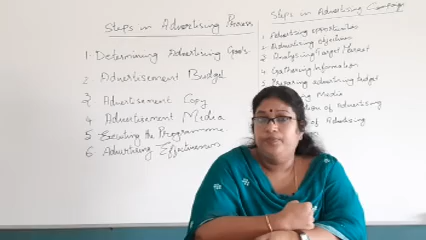 Steps in Advertising Process
1. Determining Advertising Goals
2 Advertisement Budget
3 Advertisement Copy
4 Advertisement Media
5 Executing the Programme
6 Advertising Effectiveness
Steps in Advertising Campaign
1. Advertising opportunities
2. Advertising objectives
3 Analysing Target Market
4 Gathering Information
5 Preparing advertising budget
Media
of Advertising
of Advertising